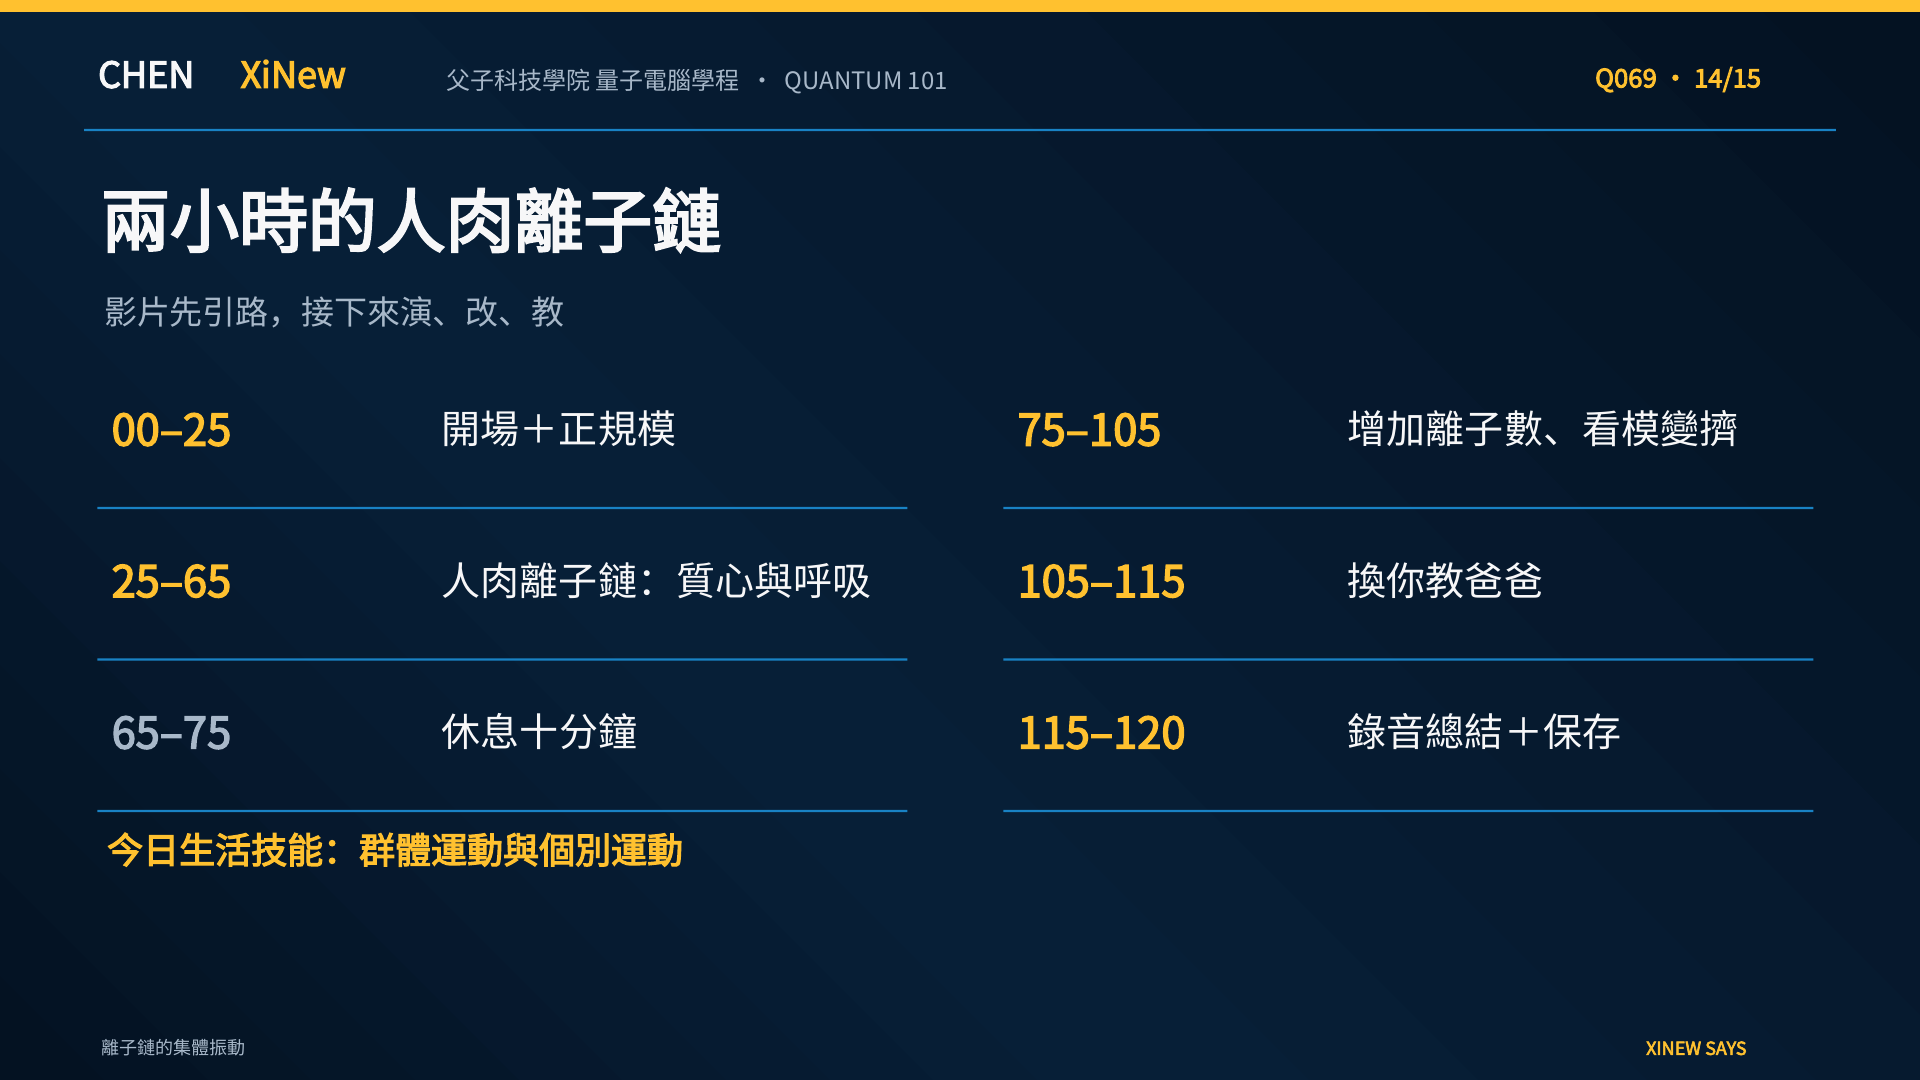 CHEN XiNew 父子科技學院 量子電腦學程 · QUANTUM 101 Q069 · 14/15
兩小時的人肉離子鏈
影片先引路，接下來演、改、教
00–25 開場＋正規模
25–65 人肉離子鏈：質心與呼吸
65–75 休息十分鐘
75–105 增加離子數、看模變擠
105–115 換你教爸爸
115–120 錄音總結＋保存
今日生活技能：群體運動與個別運動
離子鏈的集體振動 XINEW SAYS